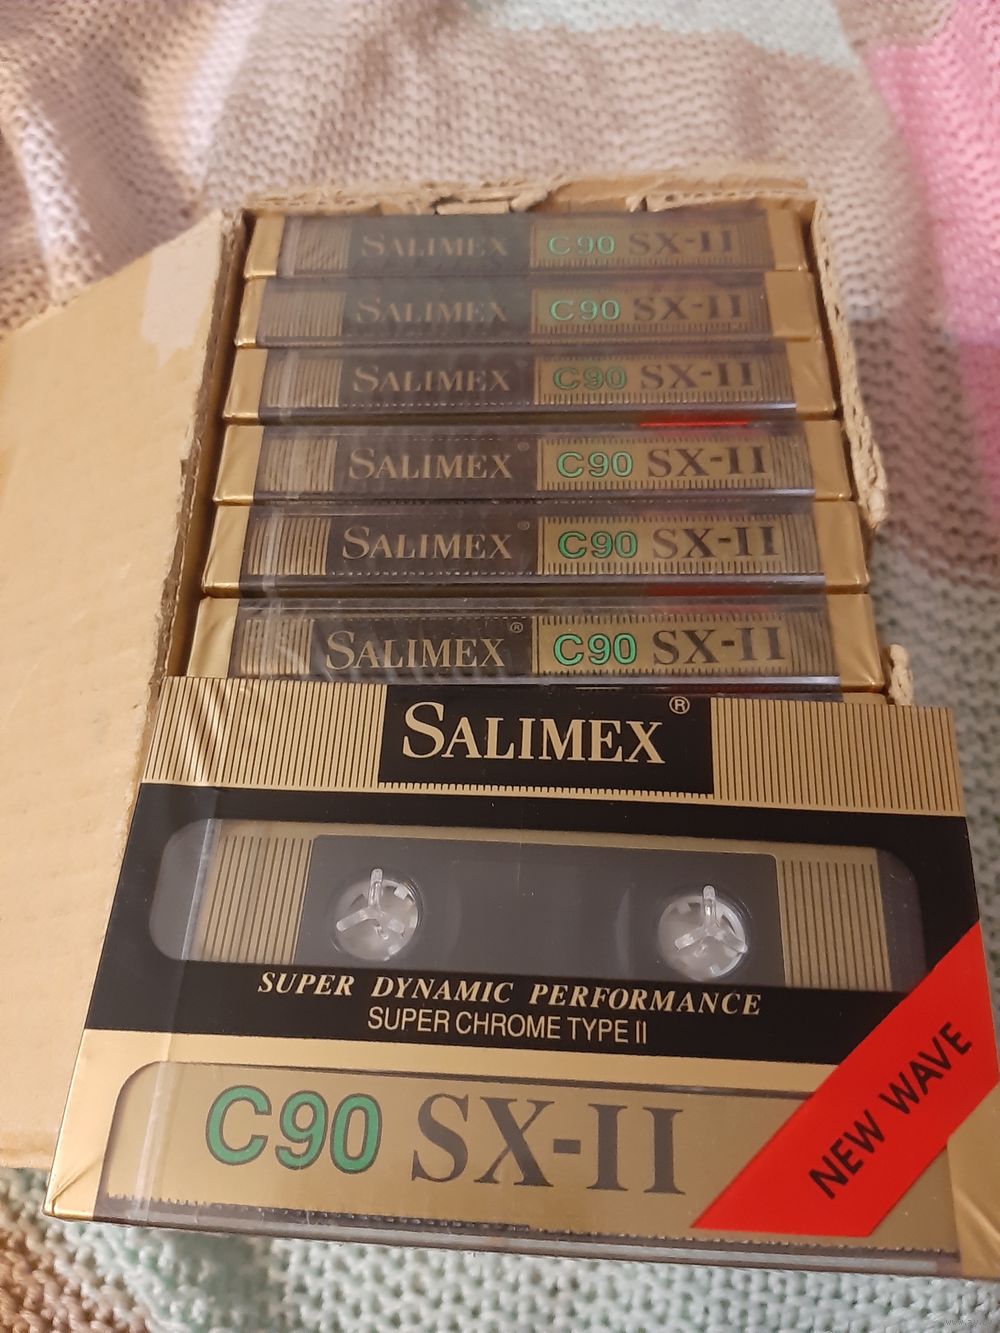 SALIMEX C90 SX-II
SALIMEX C90 SX-II
SALIMEX C90 SX-II
SALIMEX® C90 SX-II
SALIMEX® C90 SX-II
SALIMEX® C90 SX-II
SALIMEX®
SUPER DYNAMIC PERFORMANCE
SUPER CHROME TYPE II
C90 SX-II
NEW WAVE